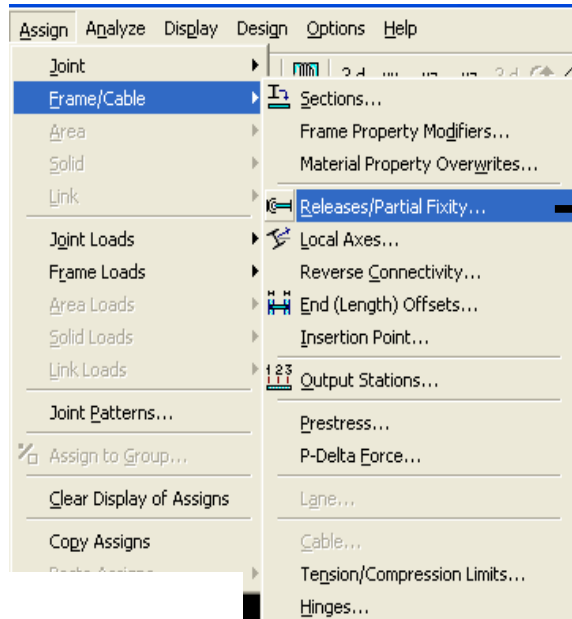 Assign Analyze Display Design Options Help
Joint
Frame/Cable
Area
Solid
Link
Joint Loads
Frame Loads
Area Loads
Solid Loads
Link Loads
Joint Patterns...
Assign to Group...
Clear Display of Assigns
Copy Assigns
Sections...
Frame Property Modifiers...
Material Property Overwrites...
Releases/Partial Fixity...
Local Axes...
Reverse Connectivity...
End (Length) Offsets...
Insertion Point...
1 2 3
Output Stations...
Prestress...
P-Delta Force...
Lane...
Cable...
Tension/Compression Limits...
Hinges...